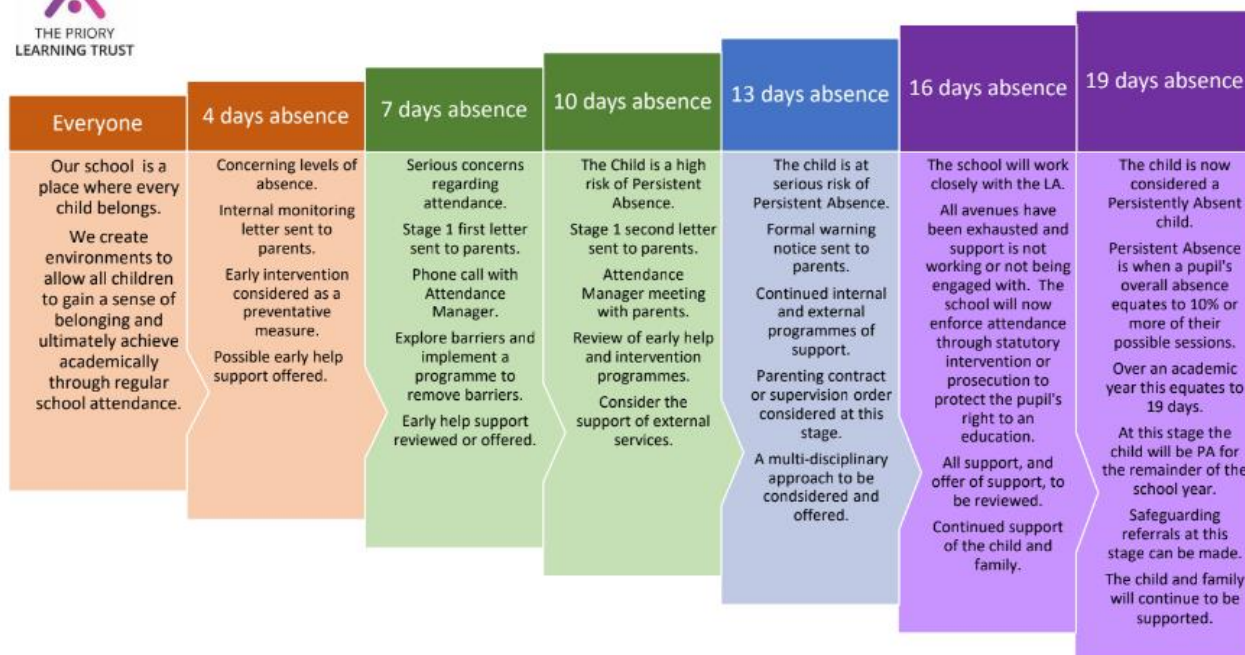 THE PRIORY
LEARNING TRUST
Everyone
Our school is a
place where every
child belongs.
We create
environments to
allow all children
to gain a sense of
belonging and
ultimately achieve
academically
through regular
school attendance.
4 days absence
Concerning levels of
absence.
Internal monitoring
letter sent to
parents.
Early intervention
considered as a
preventative
measure.
Possible early help
support offered.
7 days absence
Serious concerns
regarding
attendance.
Stage 1 first letter
sent to parents.
Phone call with
Attendance
Manager.
Explore barriers and
implement a
programme to
remove barriers.
Early help support
reviewed or offered.
10 days absence
The Child is a high
risk of Persistent
Absence.
Stage 1 second letter
sent to parents.
Attendance
Manager meeting
with parents.
Review of early help
and intervention
programmes.
Consider the
support of external
services.
13 days absence
The child is at
serious risk of
Persistent Absence.
Formal warning
notice sent to
parents.
Continued internal
and external
programmes of
support.
Parenting contract
or supervision order
considered at this
stage.
A multi-disciplinary
approach to be
condsidered and
offered.
16 days absence
The school will work
closely with the LA.
All avenues have
been exhausted and
support is not
working or not being
engaged with. The
school will now
enforce attendance
through statutory
intervention or
prosecution to
protect the pupil's
right to an
education.
All support, and
offer of support, to
be reviewed.
Continued support
of the child and
family.
19 days absence
The child is now
considered a
Persistently Absent
child.
Persistent Absence
is when a pupil's
overall absence
equates to 10% or
more of their
possible sessions.
Over an academic
year this equates to
19 days.
At this stage the
child will be PA for
the remainder of the
school year.
Safeguarding
referrals at this
stage can be made.
The child and family
will continue to be
supported.